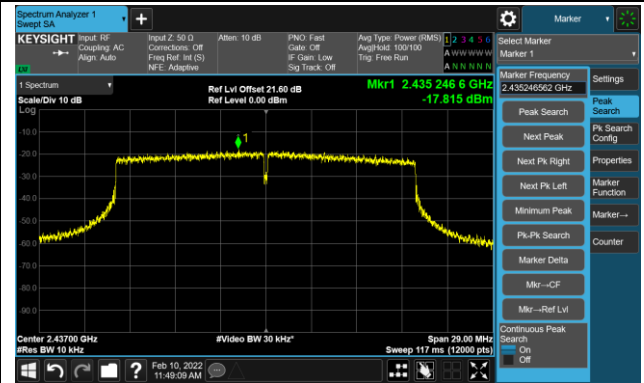 Spectrum Analyzer 1
Swept SA
Marker
KEYSIGHT
Input: RF
Coupling: AC
Align: Auto
Input Z: 50 Ω
Corrections: Off
Freq Ref: Int (S)
NFE: Adaptive
Atten: 10 dB
PNO: Fast
Gate: Off
IF Gain: Low
Sig Track: Off
Avg Type: Power (RMS)
Avg|Hold: 100/100
Trig: Free Run
1 2 3 4 5 6
A W W W W W
A N N N N N
Select Marker
Marker 1
1 Spectrum
Scale/Div 10 dB
Log
Ref Lvl Offset 21.60 dB
Ref Level 0.00 dBm
Mkr1 2.435 246 6 GHz
-17.815 dBm
Marker Frequency
2.435246562 GHz
Settings
Peak Search
Next Peak
Next Pk Right
Next Pk Left
Minimum Peak
Pk-Pk Search
Marker Delta
Mkr→CF
Mkr→Ref Lvl
Continuous Peak
Search
On
Off
Peak
Search
Pk Search
Config
Properties
Marker
Function
Marker→
Counter
1
-10.0
-20.0
-30.0
-40.0
-50.0
-60.0
-70.0
-80.0
-90.0
Center 2.43700 GHz
#Res BW 10 kHz
#Video BW 30 kHz*
Span 29.00 MHz
Sweep 117 ms (12000 pts)
?
Feb 10, 2022
11:49:09 AM